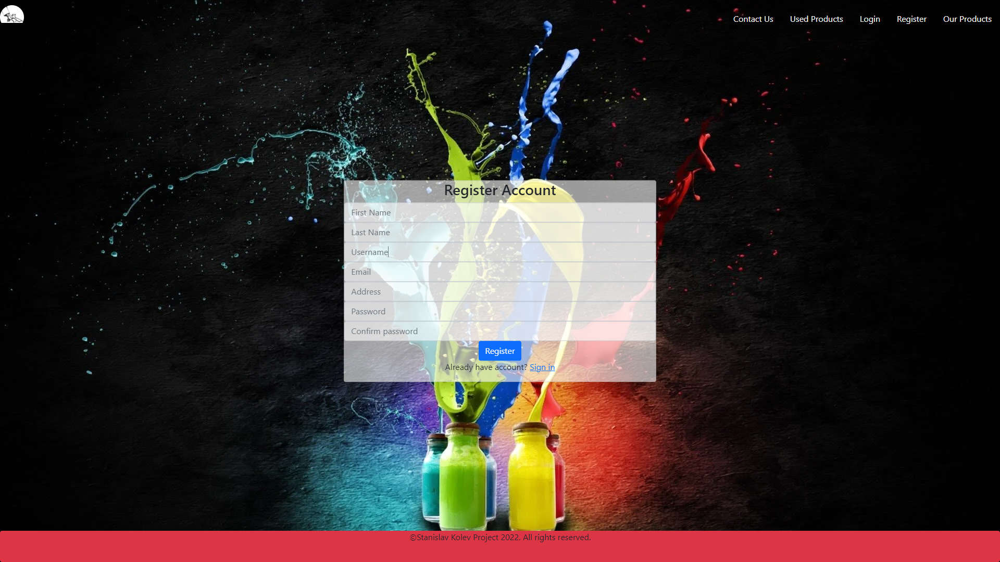 Contact Us Used Products Login Register Our Products
Register Account
First Name
Last Name
Username
Email
Address
Password
Confirm password
Register
Already have account? Sign in
©Stanislav Kolev Project 2022. All rights reserved.